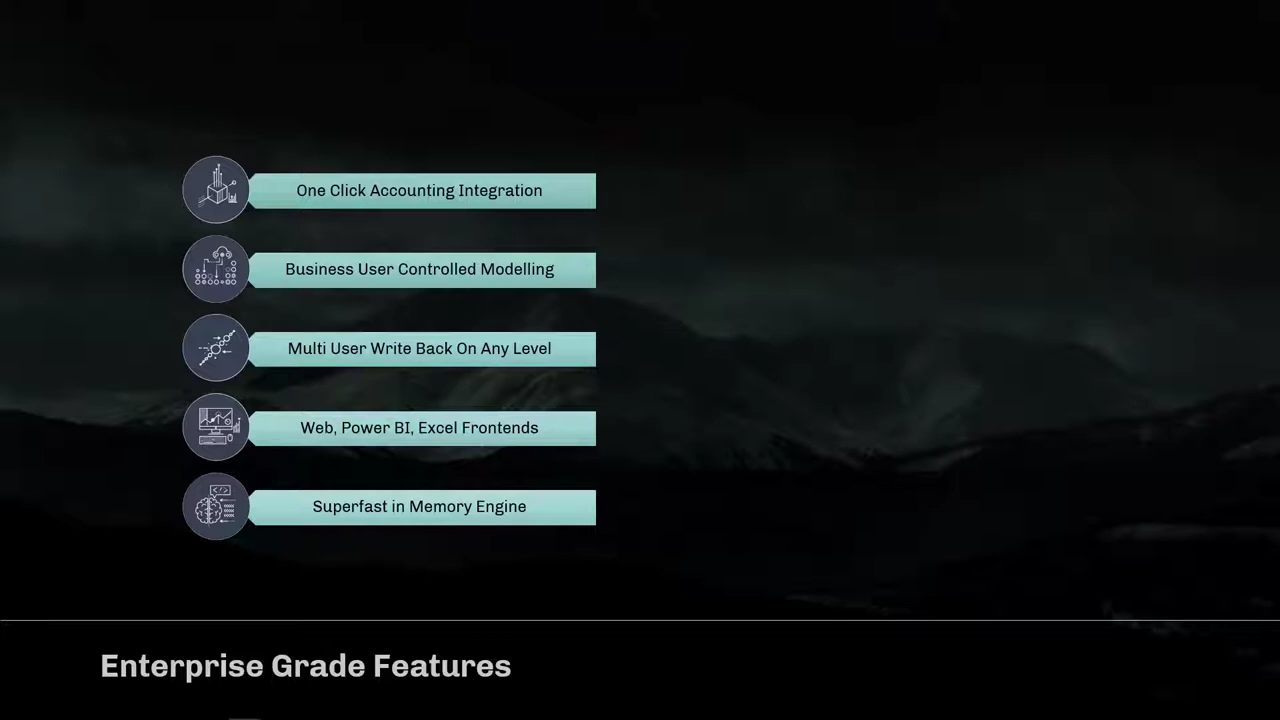 One Click Accounting Integration
Business User Controlled Modelling
Multi User Write Back On Any Level
Web, Power BI, Excel Frontends
Superfast in Memory Engine
Enterprise Grade Features